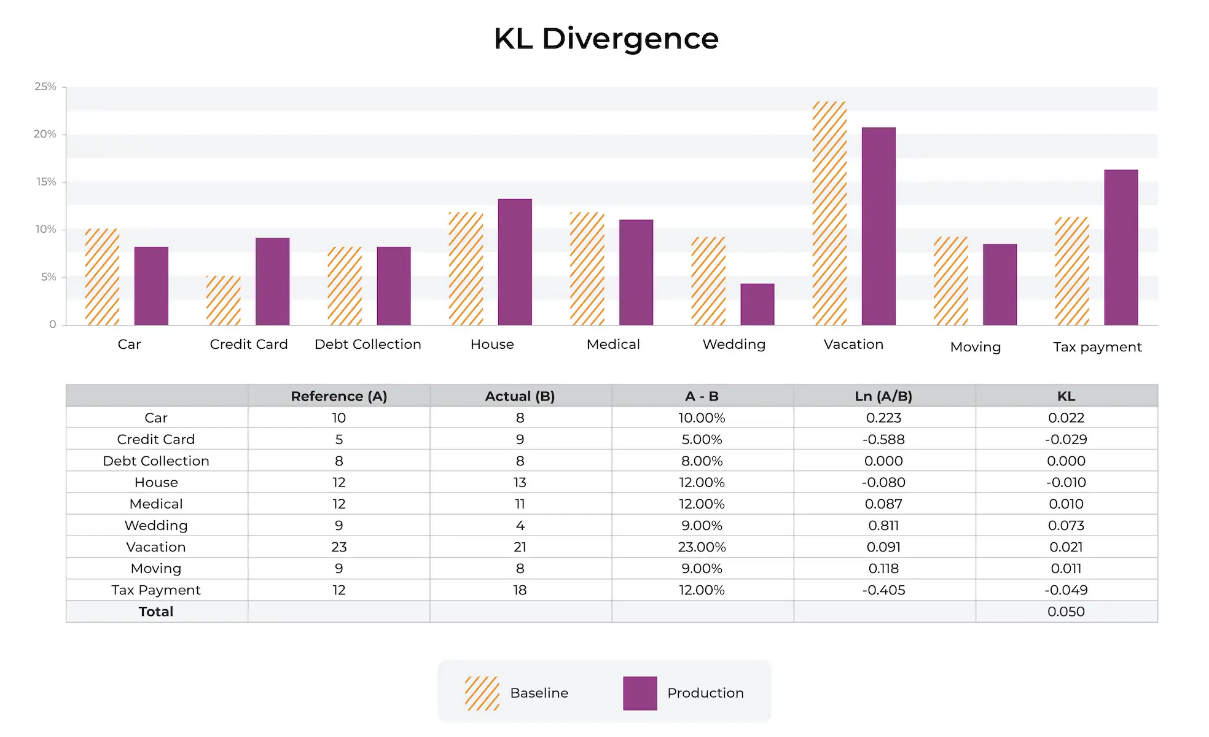 KL Divergence
25%
20%
15%
10%
5%
0
Car Credit Card Debt Collection House Medical Wedding Vacation Moving Tax payment
Reference (A) Actual (B) A - B Ln (A/B) KL
Car 10 8 10.00% 0.223 0.022
Credit Card 5 9 5.00% -0.588 -0.029
Debt Collection 8 8 8.00% 0.000 0.000
House 12 13 12.00% -0.080 -0.010
Medical 12 11 12.00% 0.087 0.010
Wedding 9 4 9.00% 0.811 0.073
Vacation 23 21 23.00% 0.091 0.021
Moving 9 8 9.00% 0.118 0.011
Tax Payment 12 18 12.00% -0.405 -0.049
Total 0.050
Baseline Production